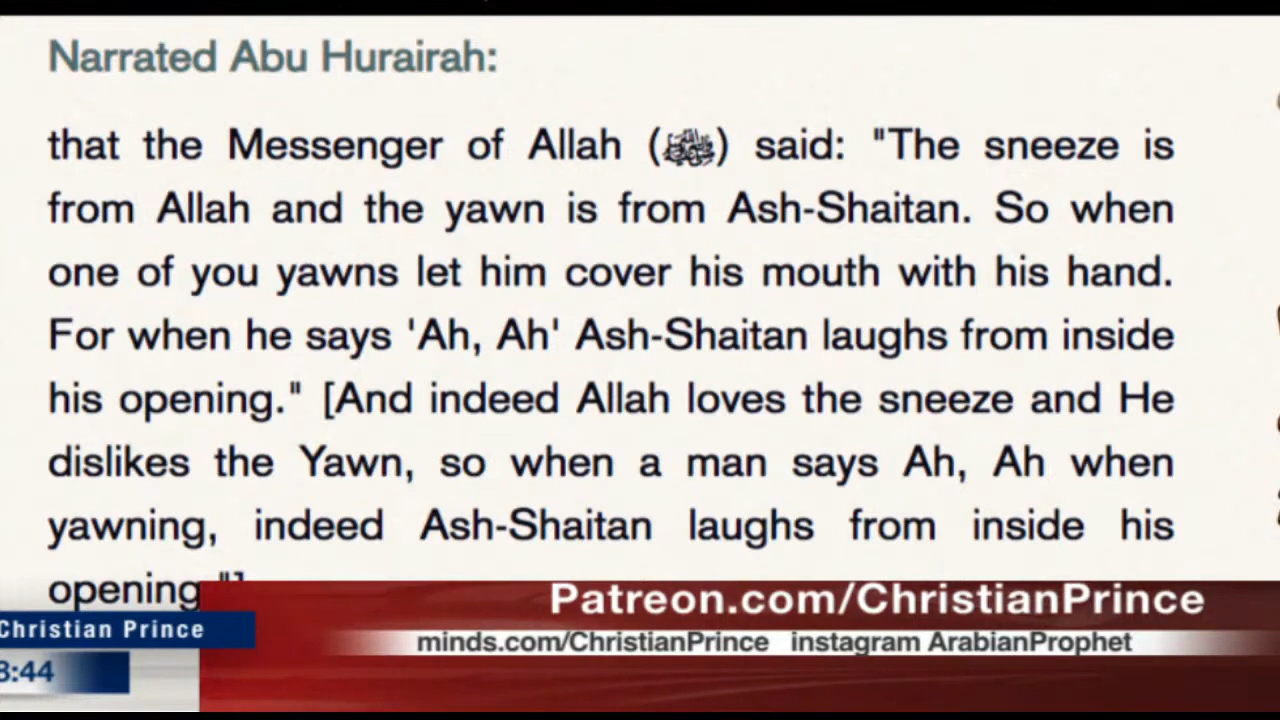 Narrated Abu Hurairah:
that the Messenger of Allah (ﷺ) said: "The sneeze is
from Allah and the yawn is from Ash-Shaitan. So when
one of you yawns let him cover his mouth with his hand.
For when he says 'Ah, Ah' Ash-Shaitan laughs from inside
his opening." [And indeed Allah loves the sneeze and He
dislikes the Yawn, so when a man says Ah, Ah when
yawning, indeed Ash-Shaitan laughs from inside his
opening."]
Patreon.com/ChristianPrince
Christian Prince
minds.com/ChristianPrince instagram ArabianProphet
8:44